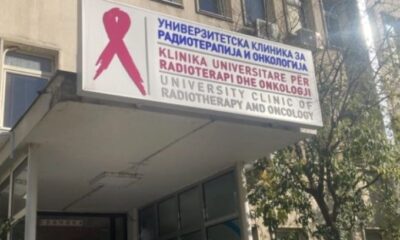 УНИВЕРЗИТЕТСКА КЛИНИКА ЗА
РАДИОТЕРАПИЈА И ОНКОЛОГИЈА
KLINIKA UNIVERSITARE PËR
RADIOTERAPI DHE ONKOLOGJI
UNIVERSITY CLINIC OF
RADIOTHERAPY AND ONCOLOGY